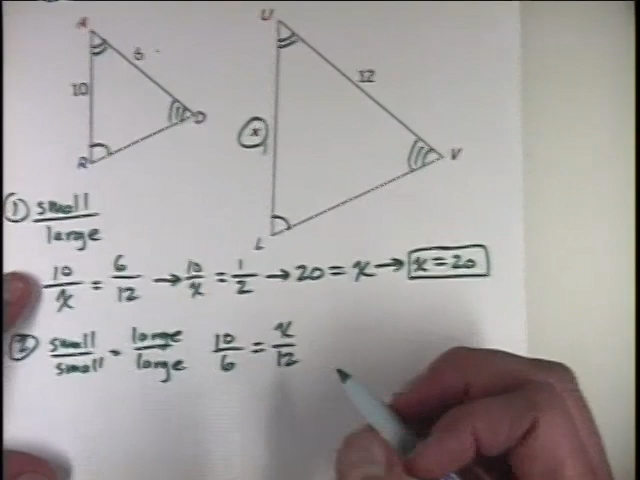 A
U
6
12
10
D
x
V
R
L
① small/large
10/x = 6/12 → 10/x = 1/2 → 20 = x → x = 20
② small/small = large/large 10/6 = x/12